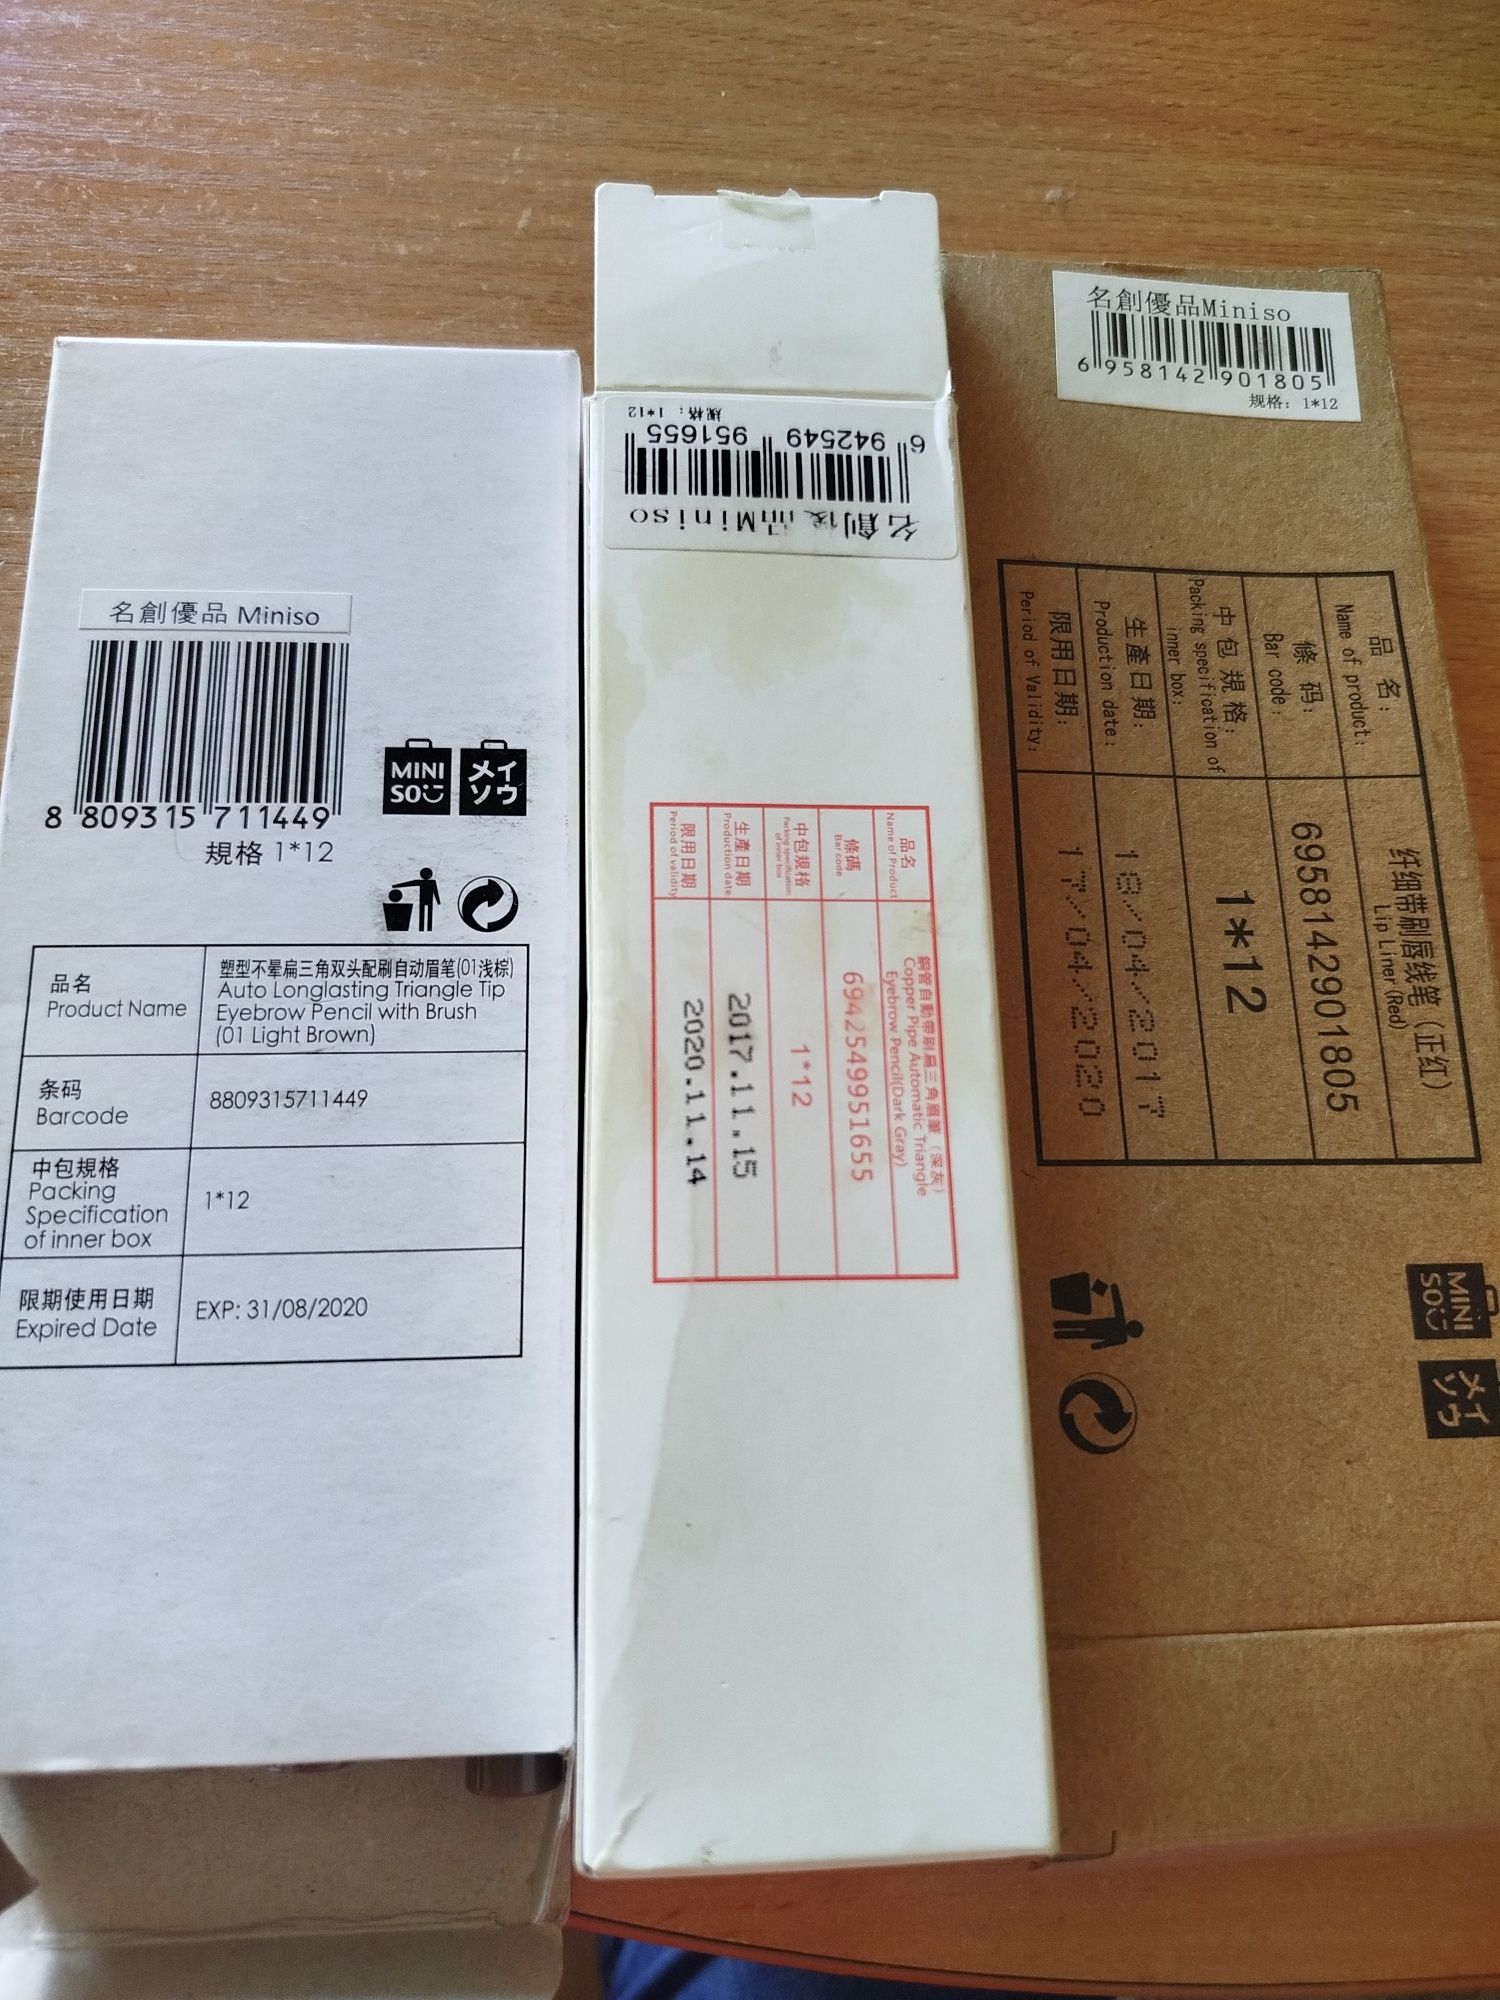 名創優品 Miniso
8 809315 711449
規格 1*12
MINI
SO
メイ
ソウ
品名
Product Name
塑型不晕扁三角双头配刷自动眉笔(01浅棕)
Auto Longlasting Triangle Tip
Eyebrow Pencil with Brush
(01 Light Brown)
条码
Barcode
8809315711449
中包規格
Packing
Specification
of inner box
1*12
限期使用日期
Expired Date
EXP: 31/08/2020
名創優品Miniso
6 942549 951655
规格：1*12
品名
Name of Product
銅管自動帶刷扁三角眉筆（深灰）
Copper Pipe Automatic Triangle
Eyebrow Pencil(Dark Gray)
條碼
Bar code
6942549951655
中包規格
Packing specification
of inner box
1*12
生產日期
Production date
2017.11.15
限用日期
Period of validity
2020.11.14
名創優品Miniso
6 958142 901805
规格：1*12
品 名：
Name of product:
纤细带刷唇线笔（正红）
Lip Liner (Red)
條 码：
Bar code:
6958142901805
中 包 規 格：
Packing specification of
inner box:
1*12
生 產 日 期：
Production date:
18/04/2017
限 用 日 期：
Period of Validity:
17/04/2020
MINI
SO
メイ
ソウ